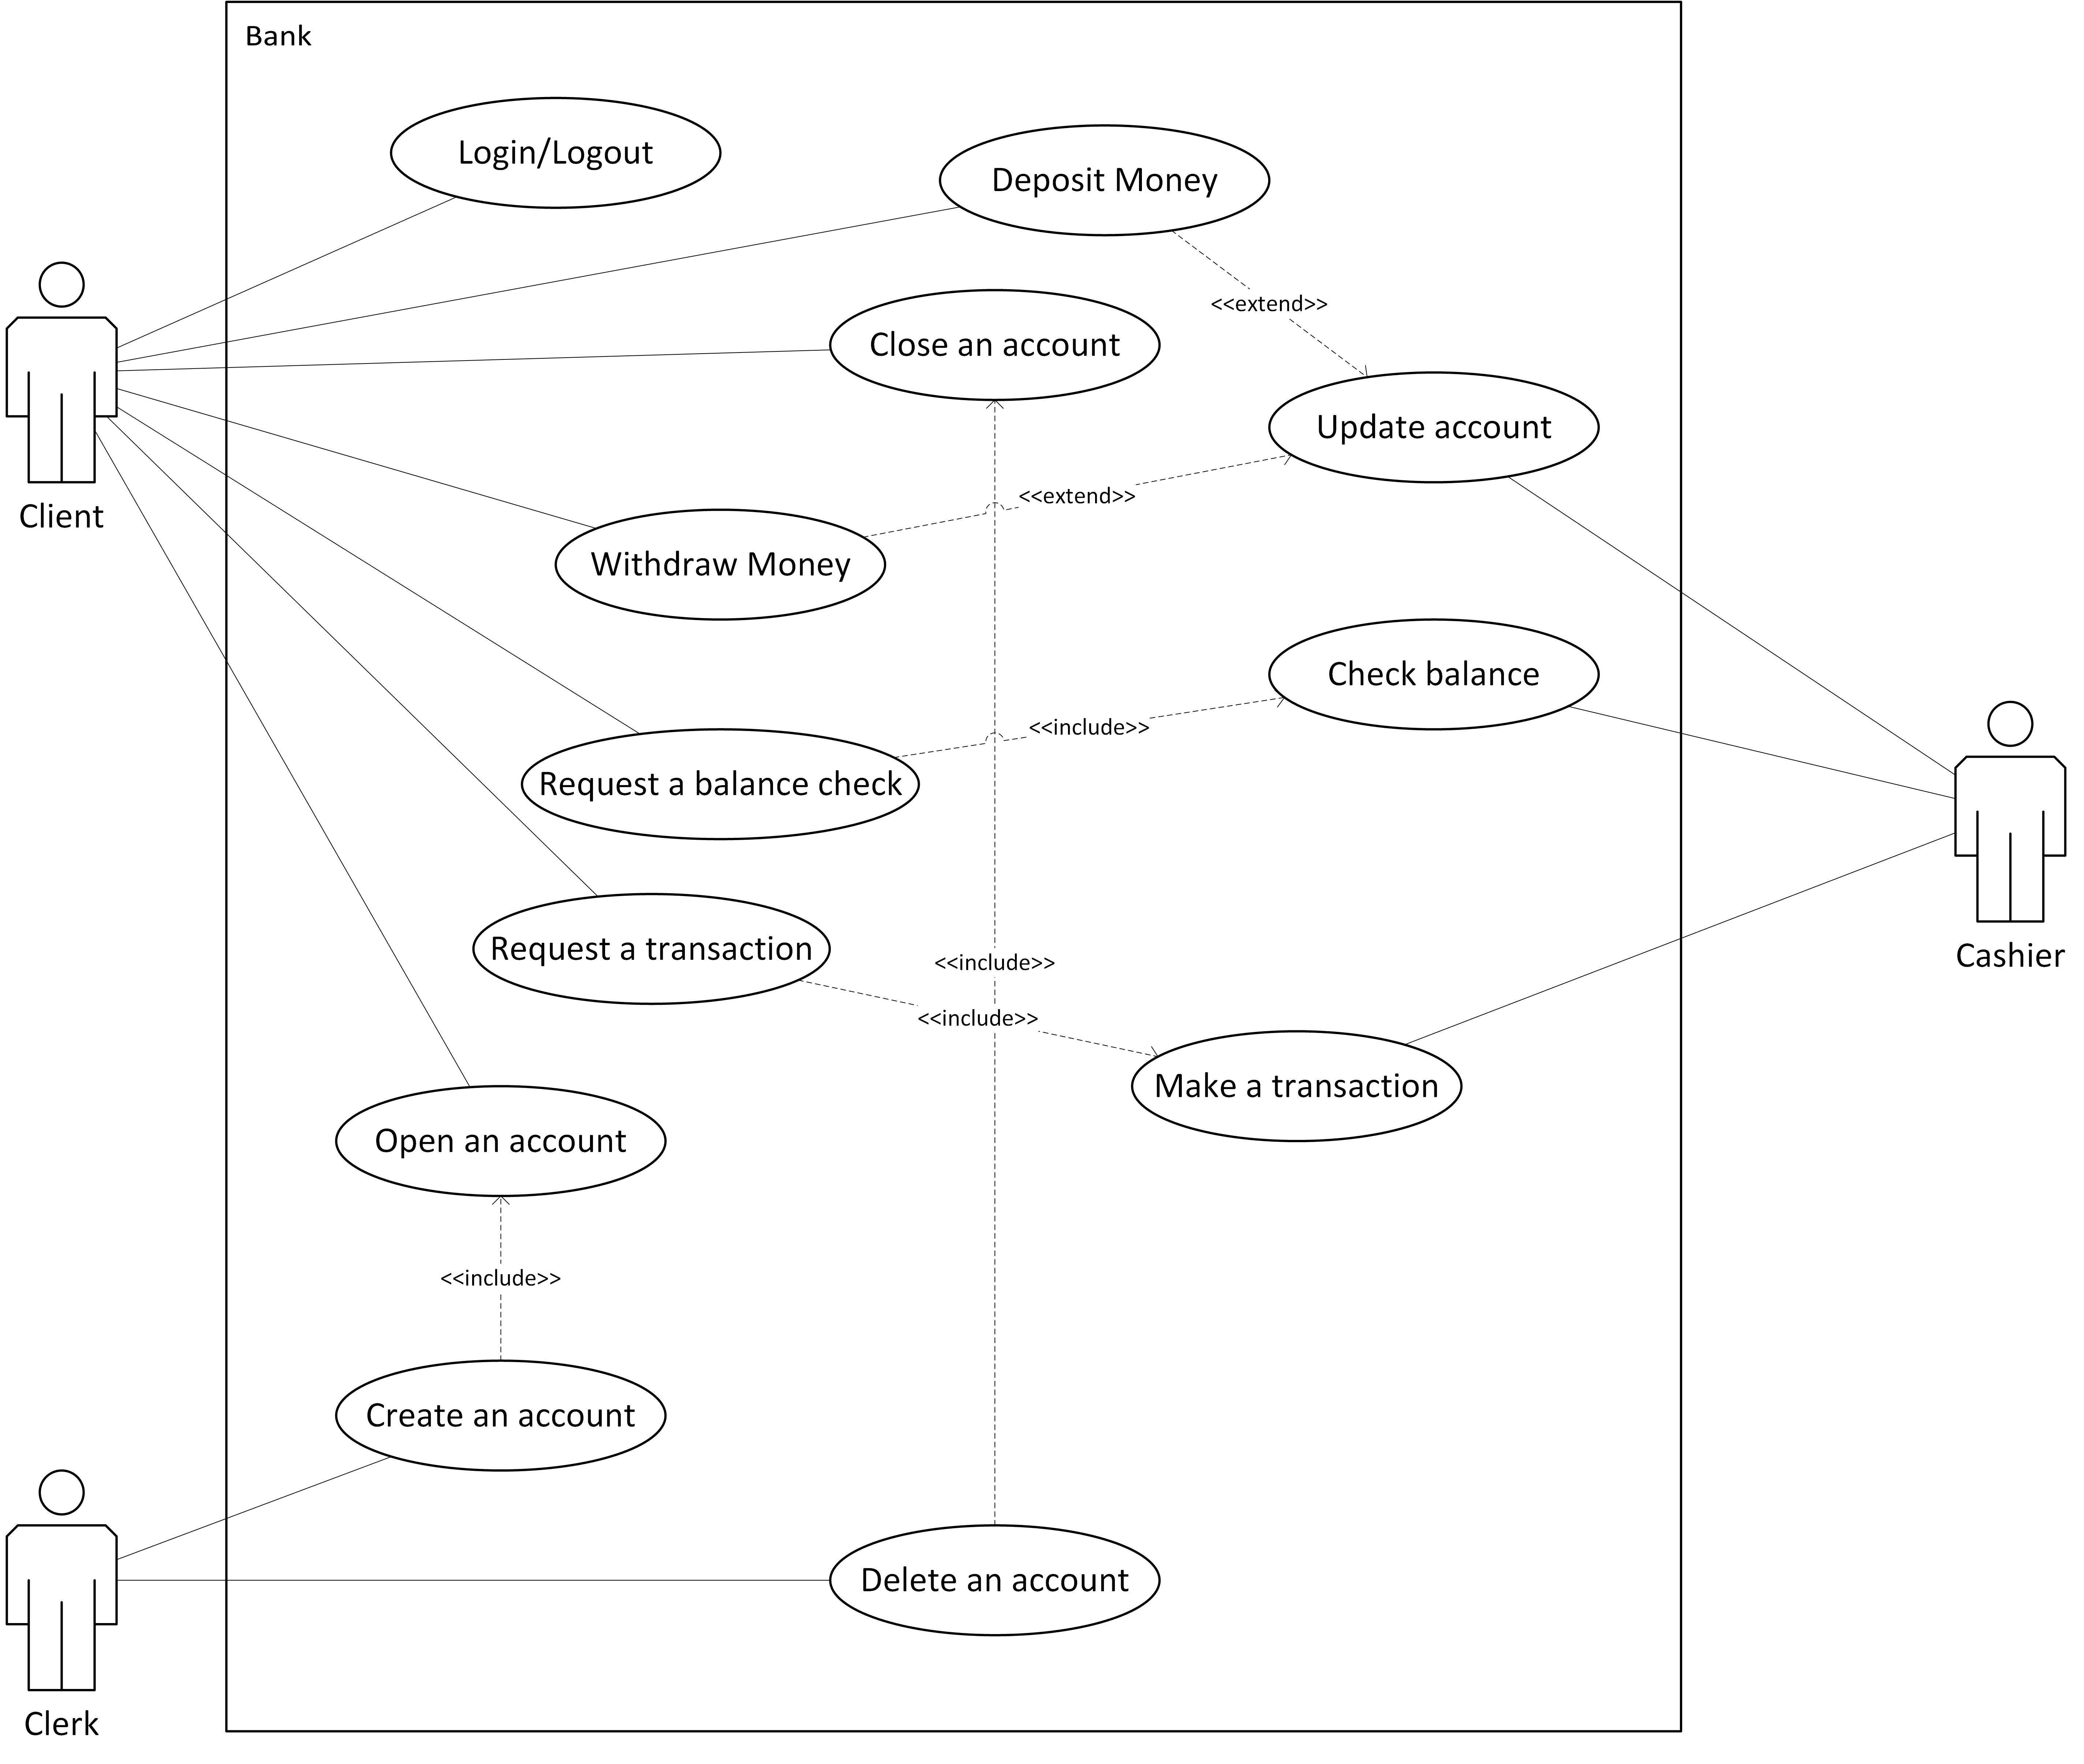 Bank
Login/Logout
Deposit Money
<<extend>>
Close an account
Update account
Client
<<extend>>
Withdraw Money
Check balance
<<include>>
Request a balance check
Request a transaction
<<include>>
Cashier
<<include>>
Make a transaction
Open an account
<<include>>
Create an account
Delete an account
Clerk